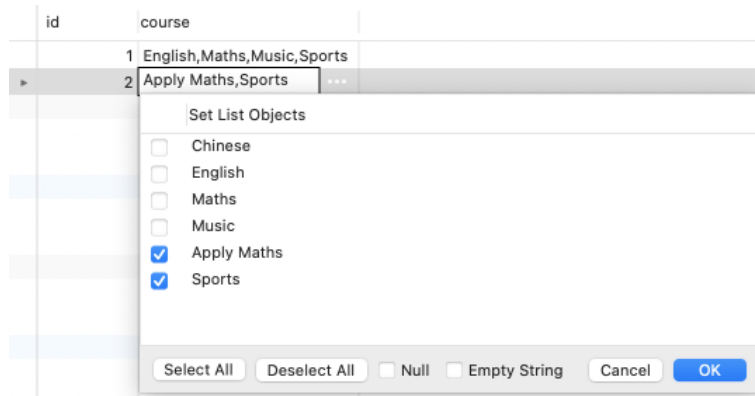 id course
1 English,Maths,Music,Sports
2 Apply Maths,Sports
Set List Objects
Chinese
English
Maths
Music
Apply Maths
Sports
Select All Deselect All Null Empty String Cancel OK